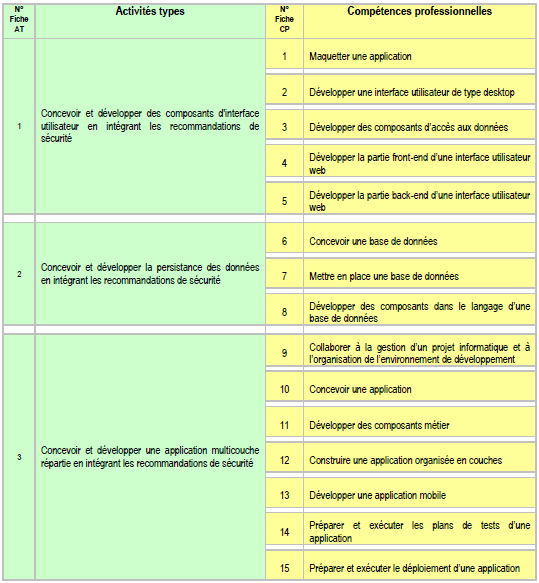 N°
Fiche
AT
Activités types
N°
Fiche
CP
Compétences professionnelles
1
Concevoir et développer des composants d'interface
utilisateur en intégrant les recommandations de
sécurité
1
Maquetter une application
2
Développer une interface utilisateur de type desktop
3
Développer des composants d'accès aux données
4
Développer la partie front-end d'une interface utilisateur
web
5
Développer la partie back-end d'une interface utilisateur
web
2
Concevoir et développer la persistance des données
en intégrant les recommandations de sécurité
6
Concevoir une base de données
7
Mettre en place une base de données
8
Développer des composants dans le langage d'une
base de données
3
Concevoir et développer une application multicouche
répartie en intégrant les recommandations de sécurité
9
Collaborer à la gestion d'un projet informatique et à
l'organisation de l'environnement de développement
10
Concevoir une application
11
Développer des composants métier
12
Construire une application organisée en couches
13
Développer une application mobile
14
Préparer et exécuter les plans de tests d'une
application
15
Préparer et exécuter le déploiement d'une application